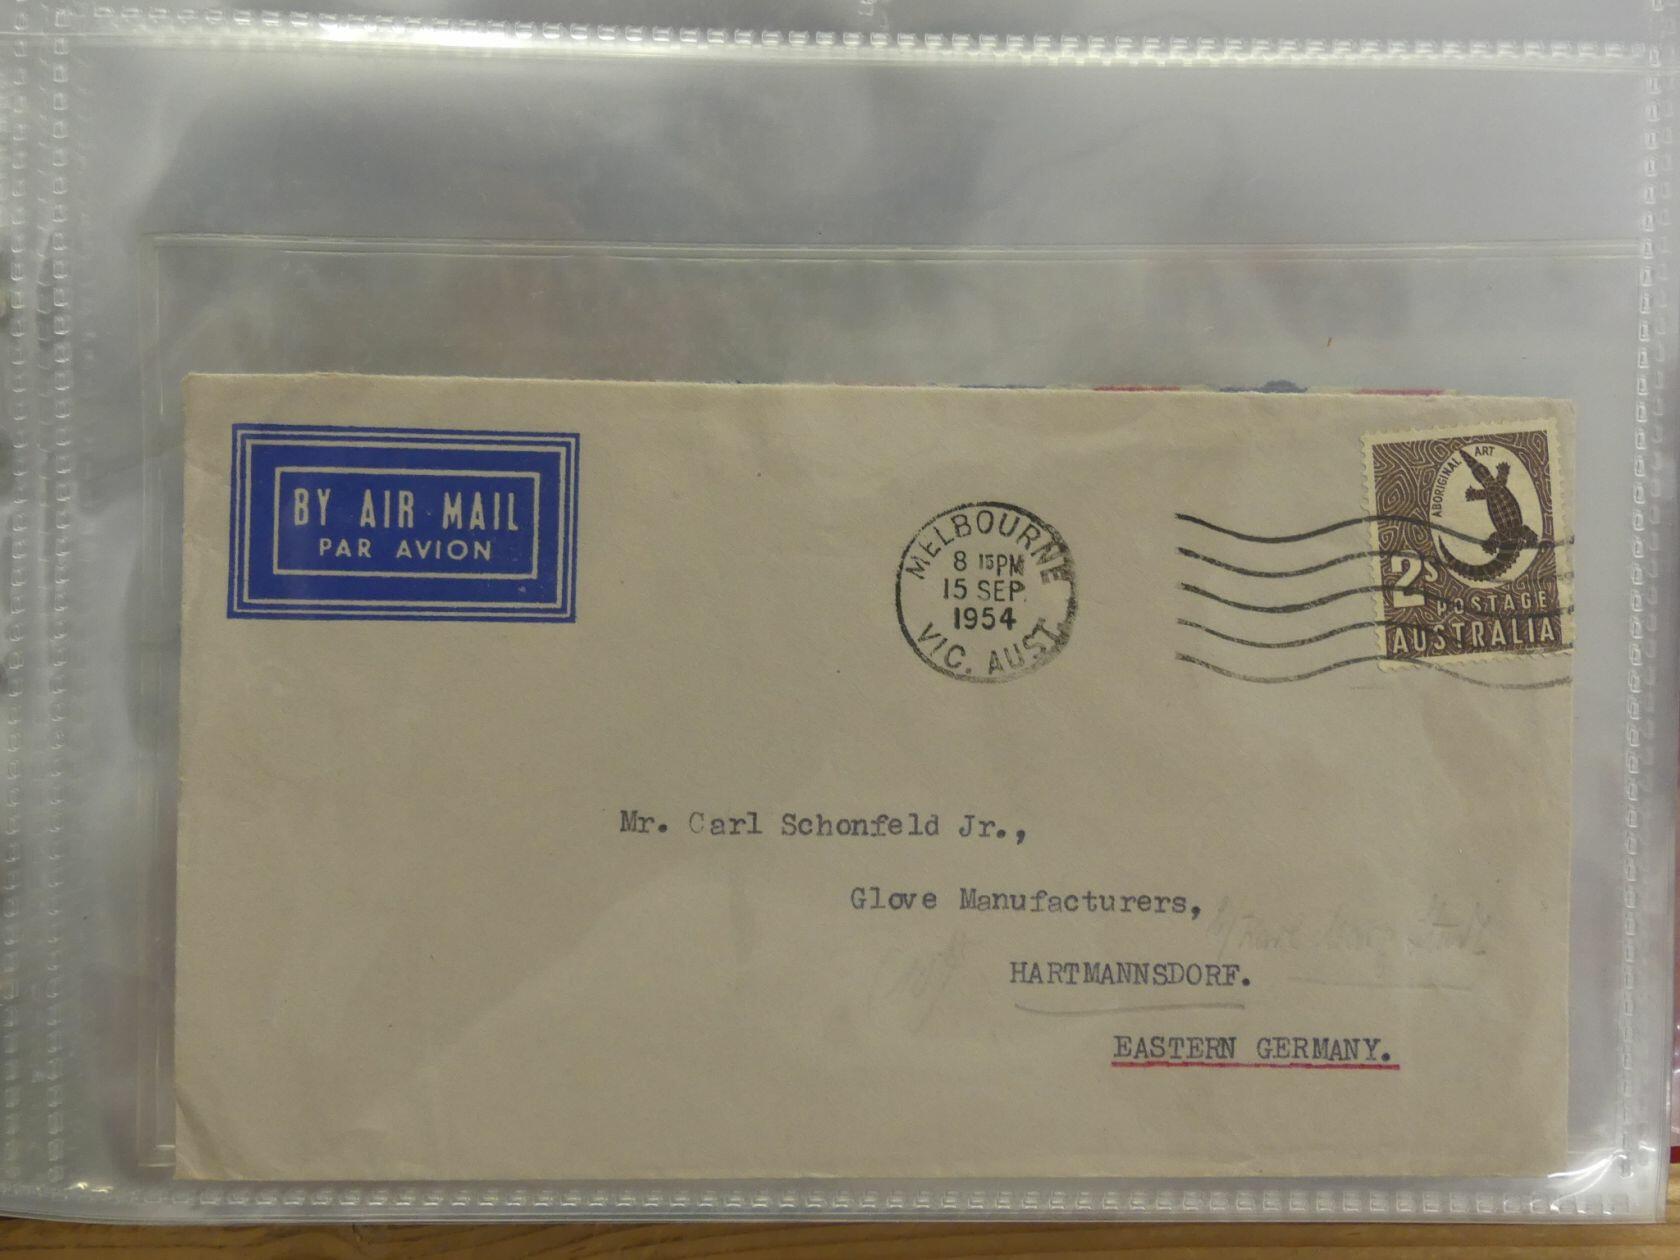 BY AIR MAIL
PAR AVION
MELBOURNE
8 15PM
15 SEP.
1954
VIC. AUST.
ABORIGINAL ART
2S
POSTAGE
AUSTRALIA
Mr. Carl Schonfeld Jr.,
Glove Manufacturers,
HARTMANNSDORF.
EASTERN GERMANY.